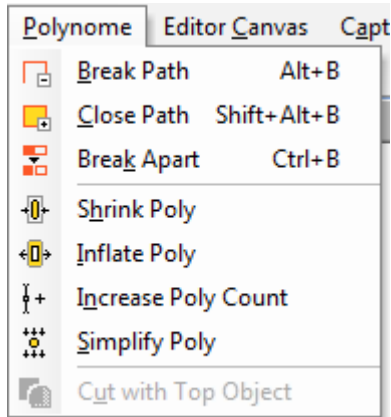 Polynome Editor Canvas Capt
Break Path Alt+B
Close Path Shift+Alt+B
Break Apart Ctrl+B
Shrink Poly
Inflate Poly
Increase Poly Count
Simplify Poly
Cut with Top Object